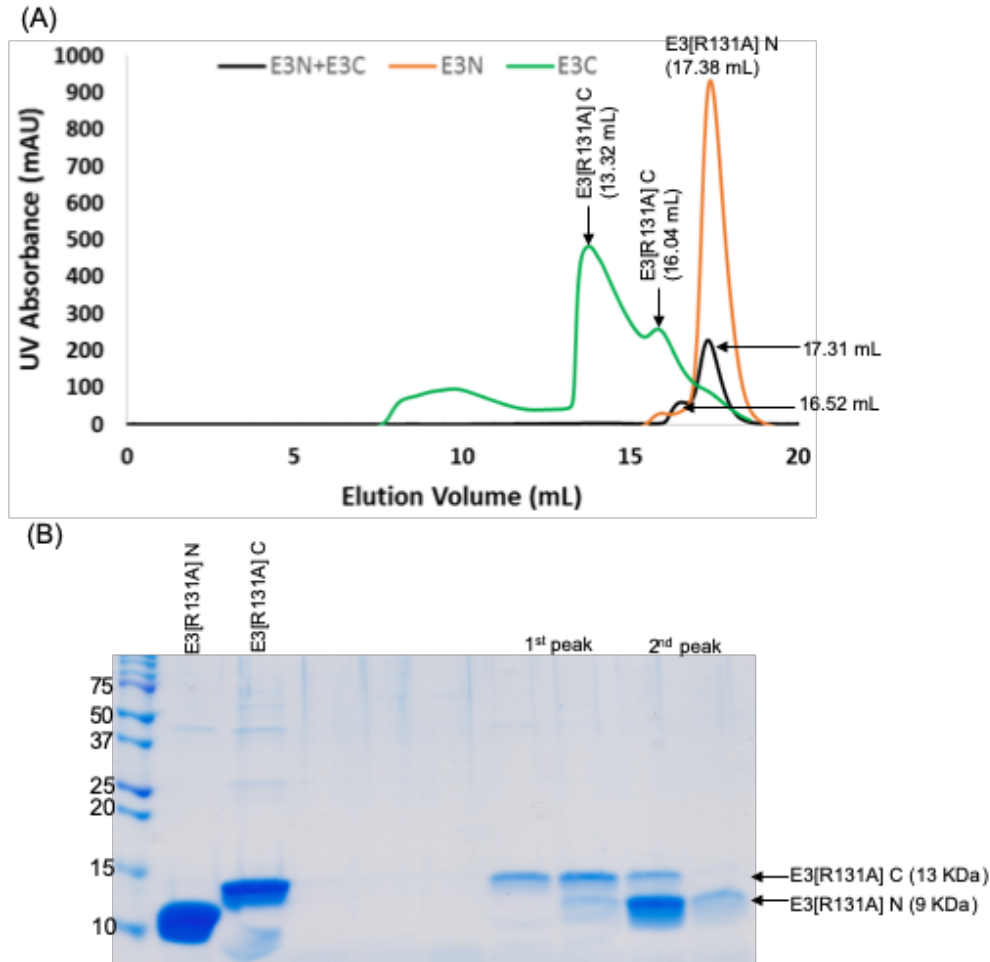 (A)
E3[R131A] N
(17.38 mL)
E3N+E3C E3N E3C
1000
900
800
700
600
500
400
300
200
100
0
UV Absorbance (mAU)
E3[R131A] C
(13.32 mL)
E3[R131A] C
(16.04 mL)
17.31 mL
16.52 mL
0 5 10 15 20
Elution Volume (mL)
(B)
E3[R131A] N
E3[R131A] C
1st peak 2nd peak
75
50
37
25
20
15
10
E3[R131A] C (13 KDa)
E3[R131A] N (9 KDa)